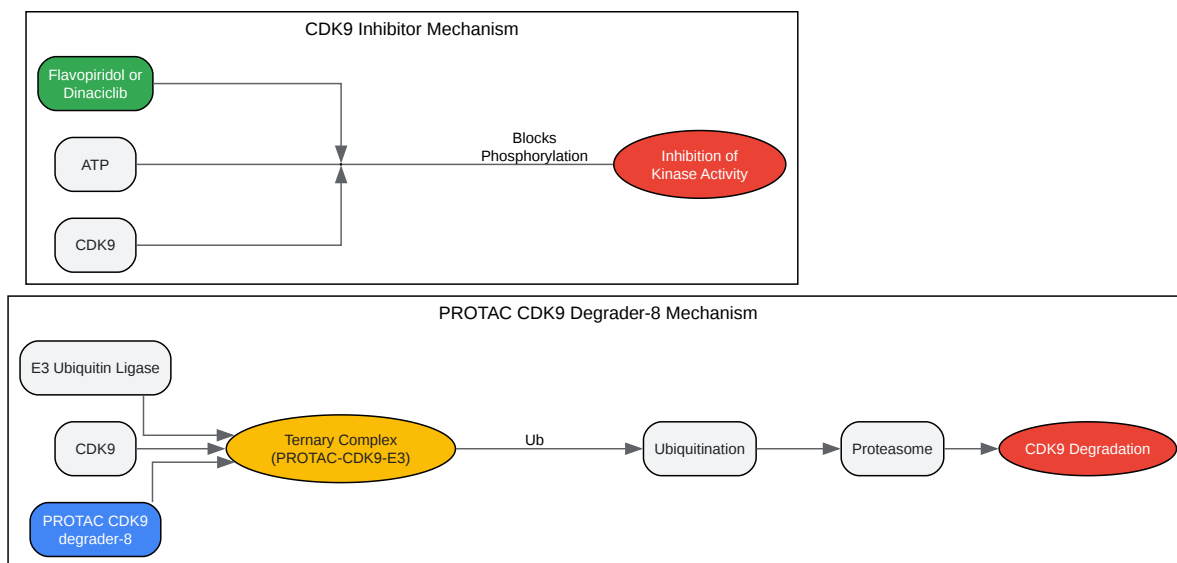 CDK9 Inhibitor Mechanism
Flavopiridol or
Dinaciclib
ATP
CDK9
Blocks
Phosphorylation
Inhibition of
Kinase Activity
PROTAC CDK9 Degrader-8 Mechanism
E3 Ubiquitin Ligase
CDK9
PROTAC CDK9
degrader-8
Ternary Complex
(PROTAC-CDK9-E3)
Ub
Ubiquitination
Proteasome
CDK9 Degradation